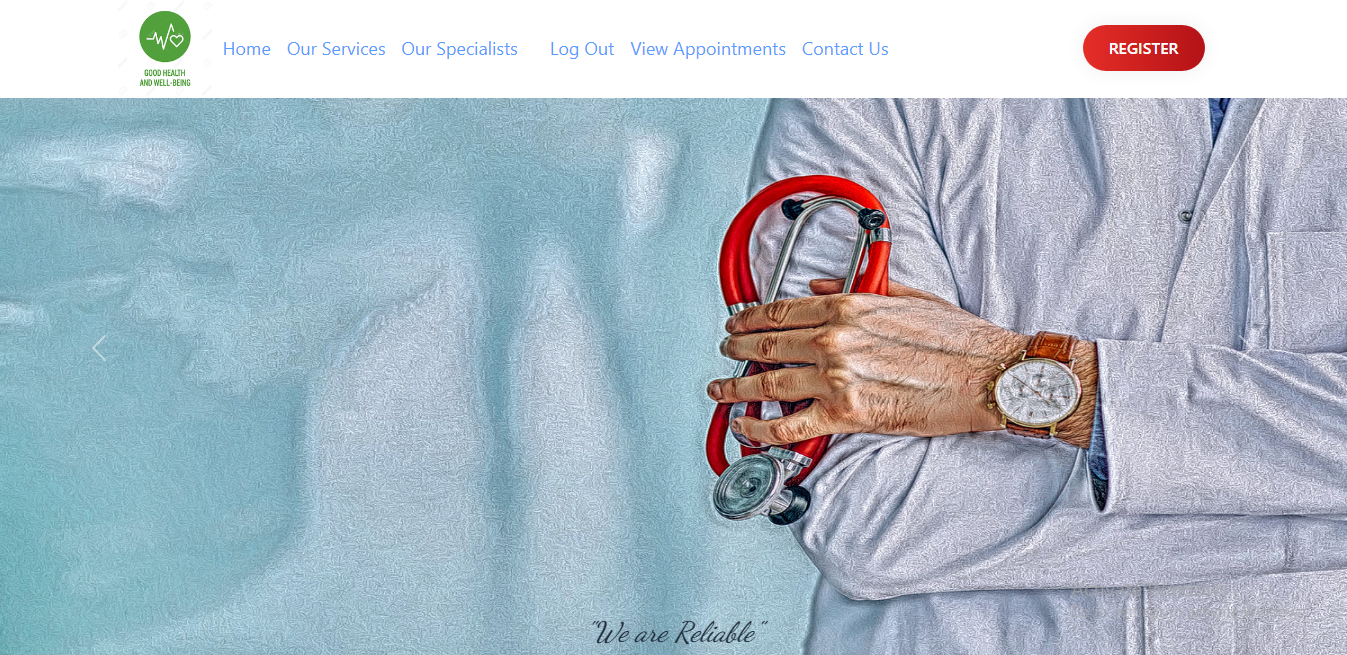 GOOD HEALTH
AND WELL-BEING
Home Our Services Our Specialists Log Out View Appointments Contact Us
REGISTER
"We are Reliable"